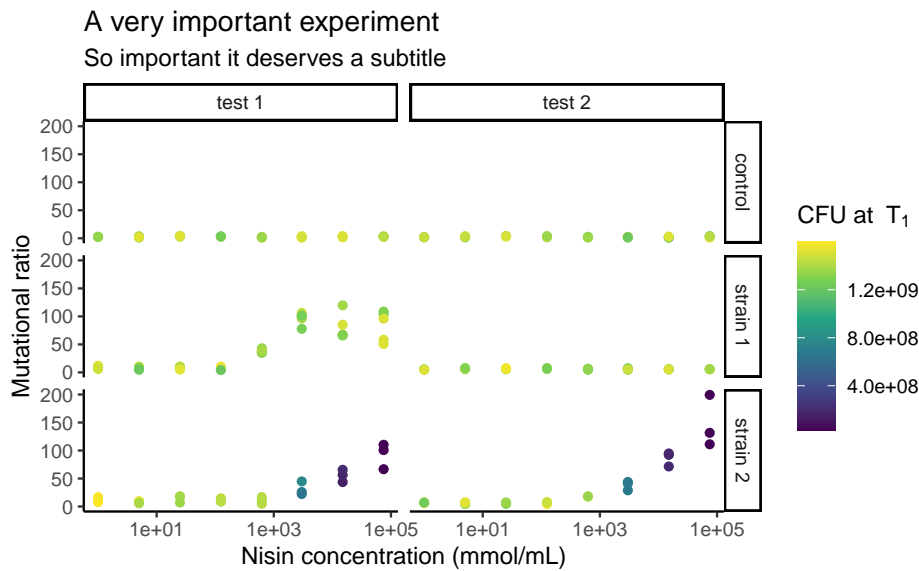 A very important experiment
So important it deserves a subtitle
test 1
test 2
200
150
100
50
0
control
200
150
100
50
0
strain 1
200
150
100
50
0
strain 2
Mutational ratio
1e+01
1e+03
1e+05
1e+01
1e+03
1e+05
Nisin concentration (mmol/mL)
CFU at T₁
1.2e+09
8.0e+08
4.0e+08